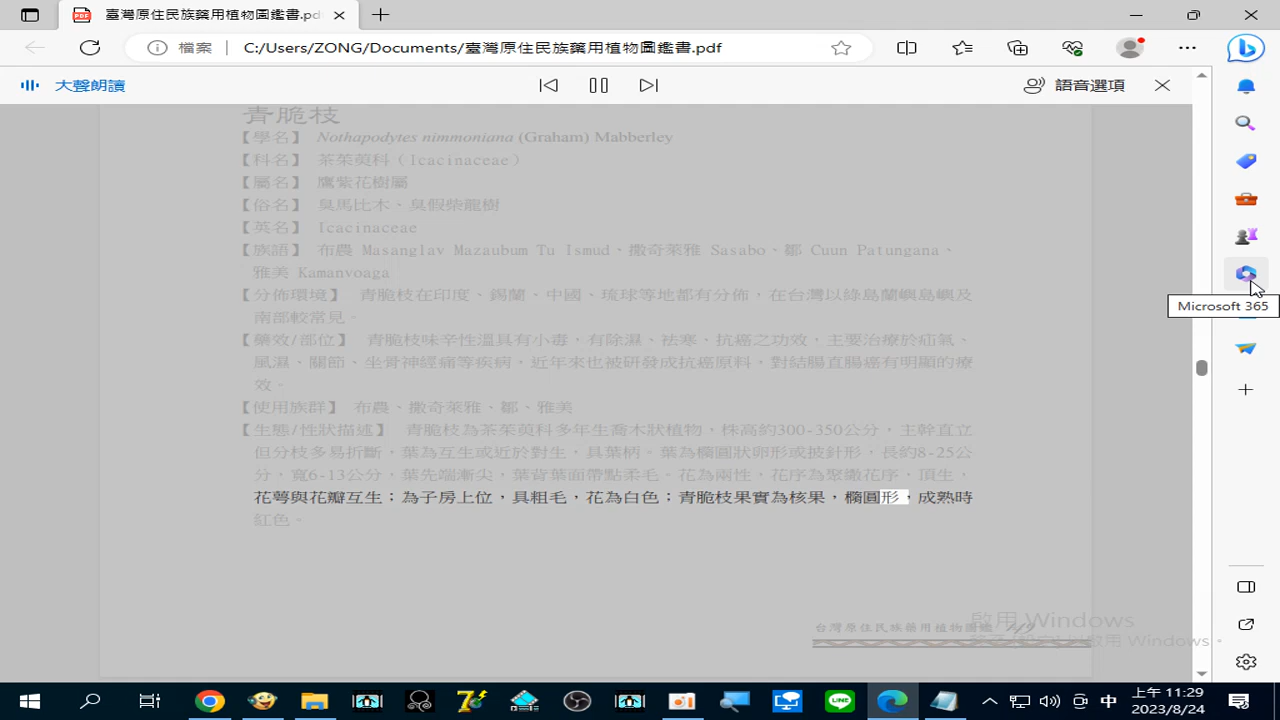 臺灣原住民族藥用植物圖鑑書.pdf
檔案
C:/Users/ZONG/Documents/臺灣原住民族藥用植物圖鑑書.pdf
大聲朗讀
語音選項
青脆枝
【學名】 Nothapodytes nimmoniana (Graham) Mabberley
【科名】 茶茱萸科（Icacinaceae）
【屬名】 鷹紫花樹屬
【俗名】 臭馬比木、臭假柴龍樹
【英名】 Icacinaceae
【族語】 布農 Masanglav Mazaubum Tu Ismud、撒奇萊雅 Sasabo、鄒 Cuun Patungana、
雅美 Kamanvoaga
【分佈環境】 青脆枝在印度、錫蘭、中國、琉球等地都有分佈，在台灣以綠島蘭嶼島嶼及
南部較常見。
【藥效/部位】 青脆枝味辛性溫具有小毒，有除濕、袪寒，抗癌之功效，主要治療於疝氣、
風濕、關節、坐骨神經痛等疾病，近年來也被研發成抗癌原料，對結腸直腸癌有明顯的療
效。
【使用族群】 布農、撒奇萊雅、鄒、雅美
【生態/性狀描述】 青脆枝為茶茱萸科多年生喬木狀植物，株高約300-350公分，主幹直立
但分枝多易折斷，葉為互生或近於對生，具葉柄。葉為橢圓狀卵形或披針形，長約8-25公
分，寬6-13公分，葉先端漸尖，葉背葉面帶點柔毛。花為兩性，花序為聚繖花序，頂生，
花萼與花瓣互生；為子房上位，具粗毛，花為白色；青脆枝果實為核果，橢圓形，成熟時
紅色。
Microsoft 365
台灣原住民族藥用植物圖鑑
啟用 Windows
啟用 Windows。
LINE
中
上午 11:29
2023/8/24